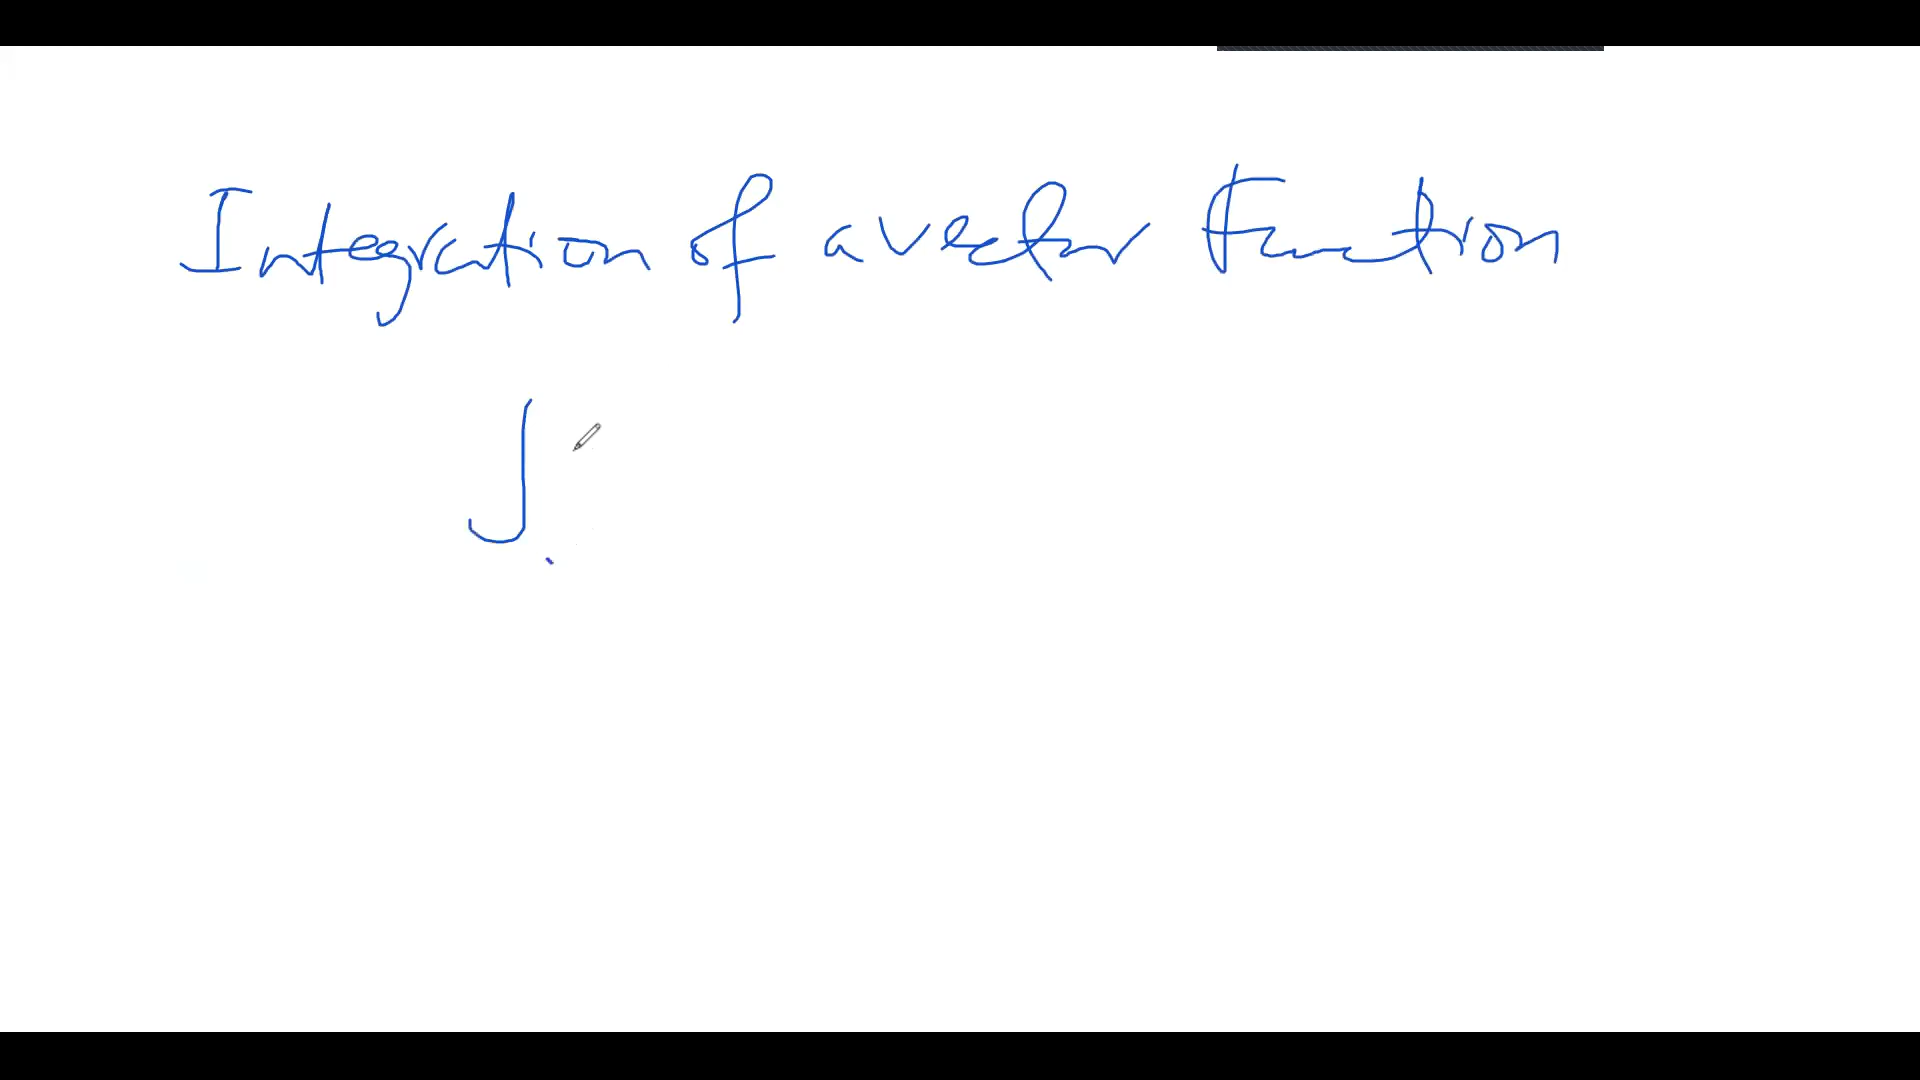 Integration of a vector Function
∫